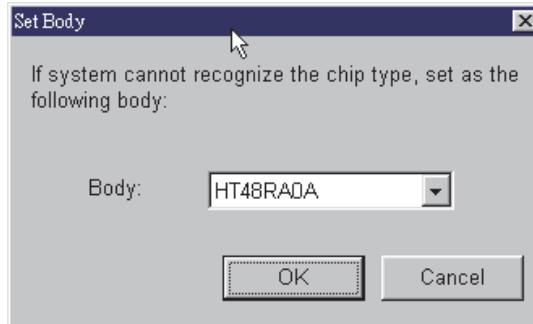 Set Body
If system cannot recognize the chip type, set as the
following body:
Body: HT48RA0A
OK Cancel